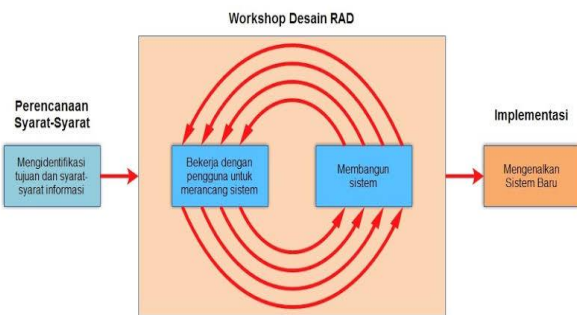 Workshop Desain RAD
Perencanaan
Syarat-Syarat
Mengidentifikasi
tujuan dan syarat-
syarat informasi
Bekerja dengan
pengguna untuk
merancang sistem
Membangun
sistem
Implementasi
Mengenalkan
Sistem Baru